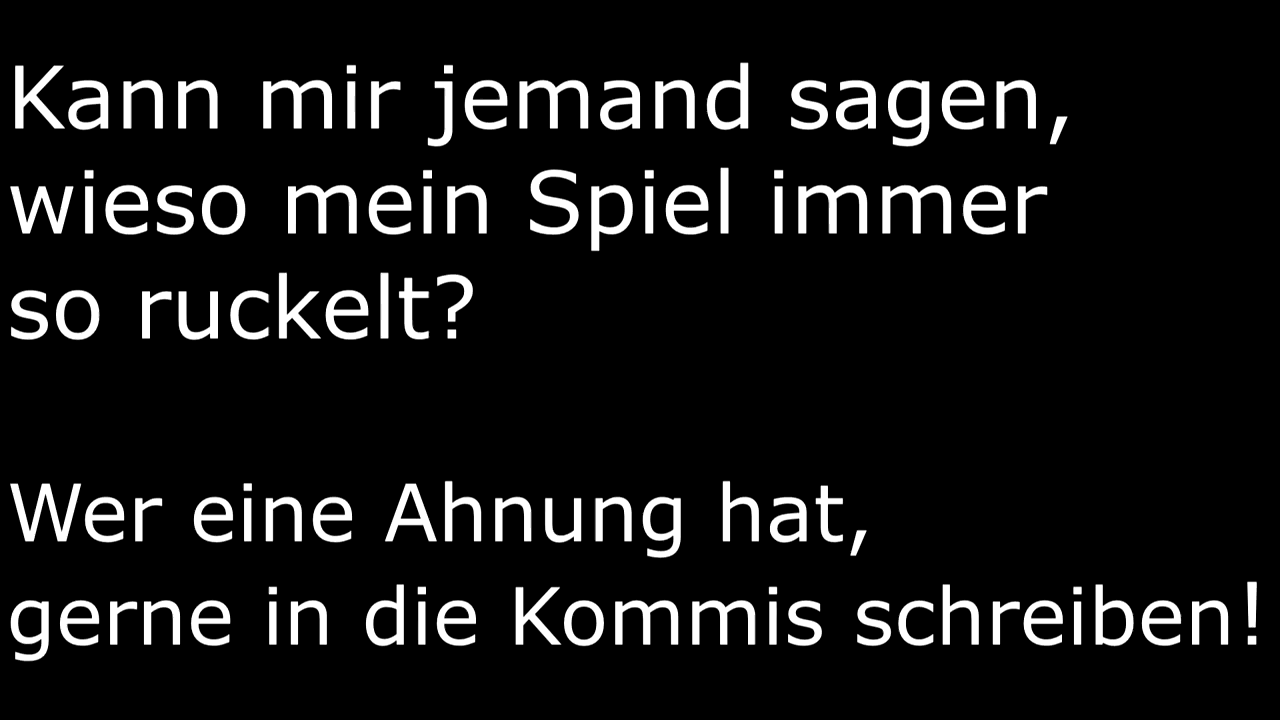 Kann mir jemand sagen,
wieso mein Spiel immer
so ruckelt?
Wer eine Ahnung hat,
gerne in die Kommis schreiben!